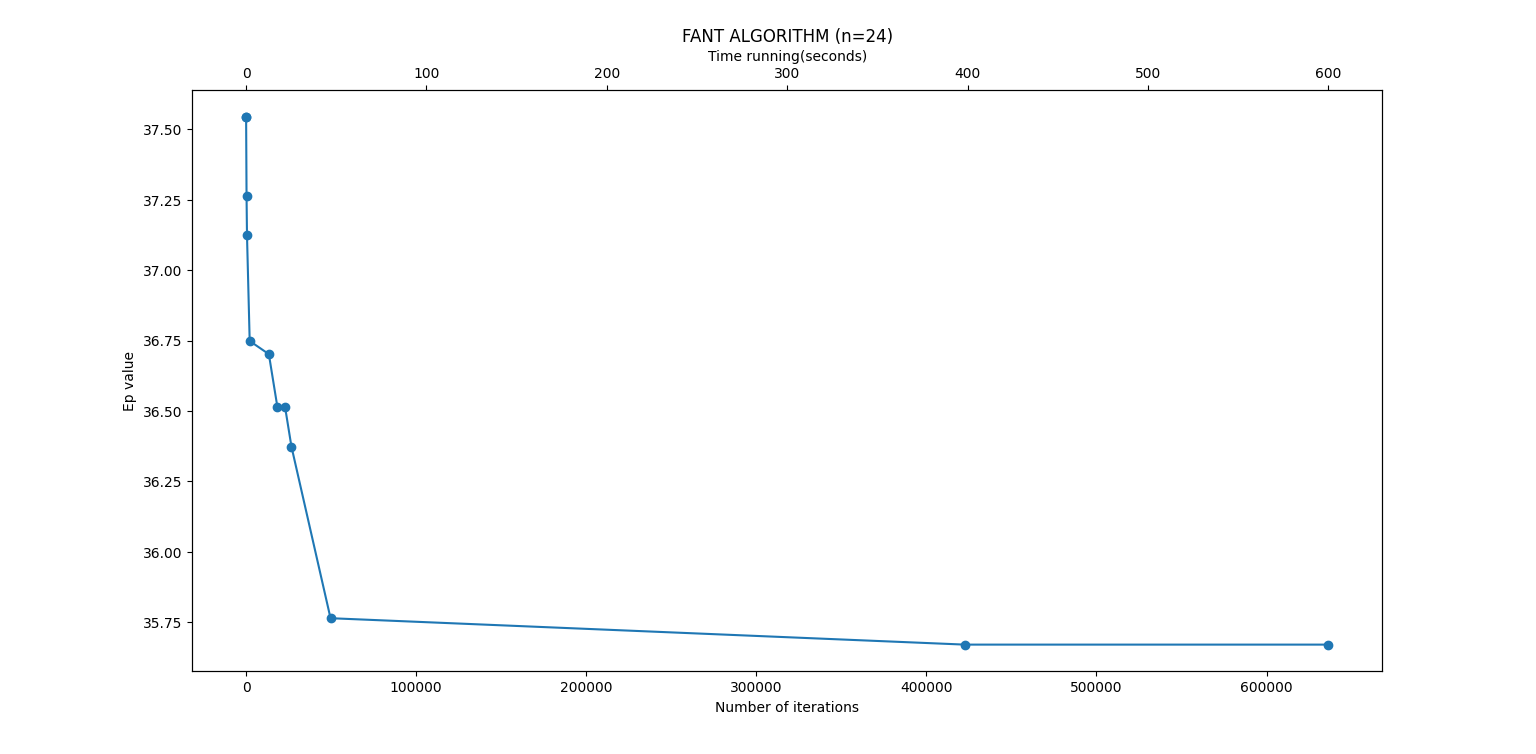 FANT ALGORITHM (n=24)
Time running(seconds)
0 100 200 300 400 500 600
37.50
37.25
37.00
36.75
36.50
36.25
36.00
35.75
Ep value
0 100000 200000 300000 400000 500000 600000
Number of iterations